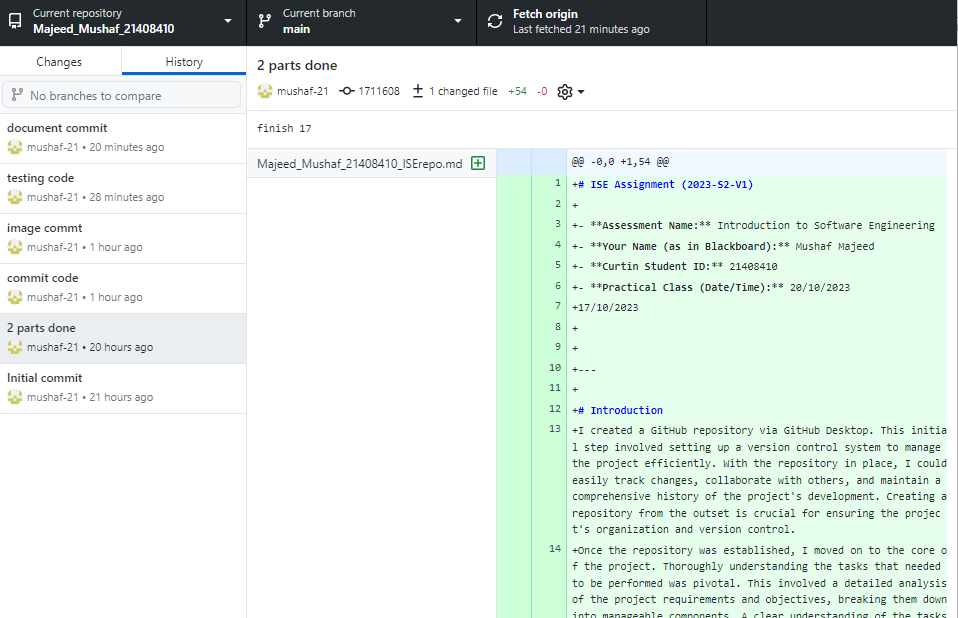 Current repository
Majeed_Mushaf_21408410
Current branch
main
Fetch origin
Last fetched 21 minutes ago
Changes
History
No branches to compare
document commit
mushaf-21 • 20 minutes ago
testing code
mushaf-21 • 28 minutes ago
image commt
mushaf-21 • 1 hour ago
commit code
mushaf-21 • 1 hour ago
2 parts done
mushaf-21 • 20 hours ago
Initial commit
mushaf-21 • 21 hours ago
2 parts done
mushaf-21 1711608 1 changed file +54 -0
finish 17
Majeed_Mushaf_21408410_ISErepo.md
@@ -0,0 +1,54 @@
1 +# ISE Assignment (2023-S2-V1)
2 +
3 +- **Assessment Name:** Introduction to Software Engineering
4 +- **Your Name (as in Blackboard):** Mushaf Majeed
5 +- **Curtin Student ID:** 21408410
6 +- **Practical Class (Date/Time):** 20/10/2023
7 +17/10/2023
8 +
9 +
10 +---
11 +
12 +# Introduction
13 +I created a GitHub repository via GitHub Desktop. This initia
l step involved setting up a version control system to manage
the project efficiently. With the repository in place, I could
easily track changes, collaborate with others, and maintain a
comprehensive history of the project's development. Creating a
repository from the outset is crucial for ensuring the projec
t's organization and version control.
14 +Once the repository was established, I moved on to the core o
f the project. Thoroughly understanding the tasks that needed
to be performed was pivotal. This involved a detailed analysis
of the project requirements and objectives, breaking them down
into manageable components. A clear understanding of the tasks